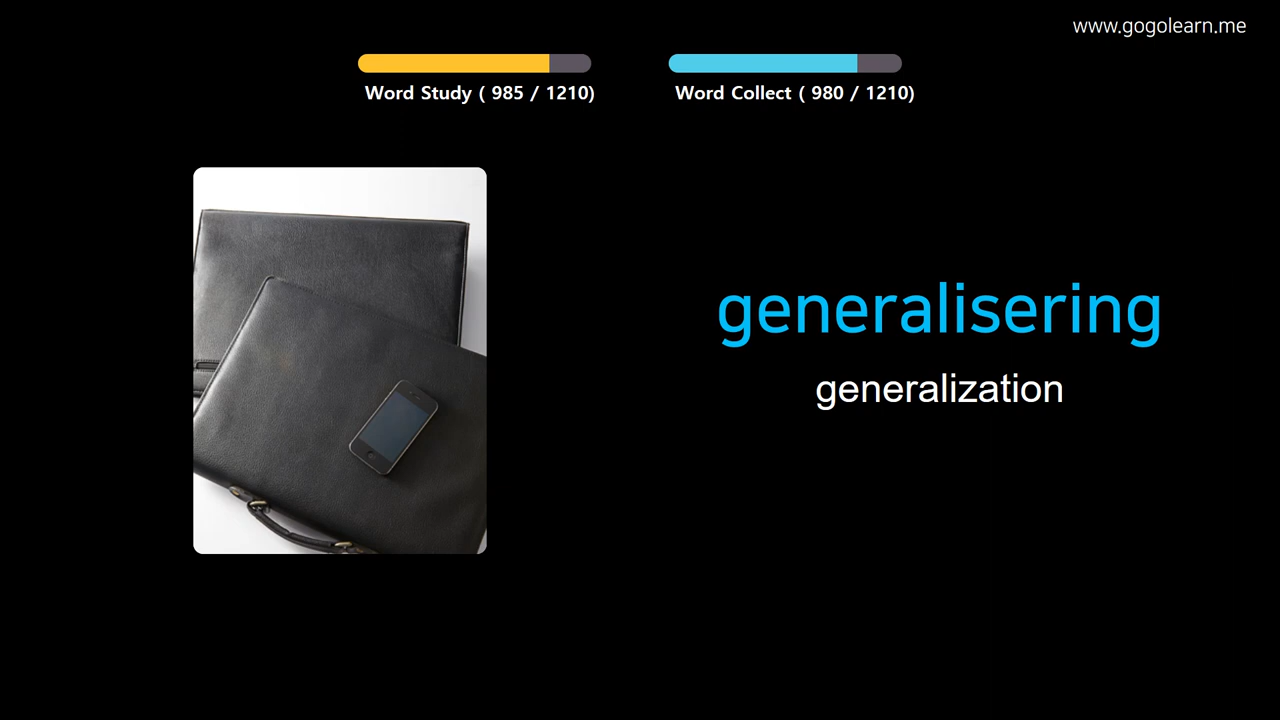 www.gogolearn.me
Word Study ( 985 / 1210)
Word Collect ( 980 / 1210)
generalisering
generalization